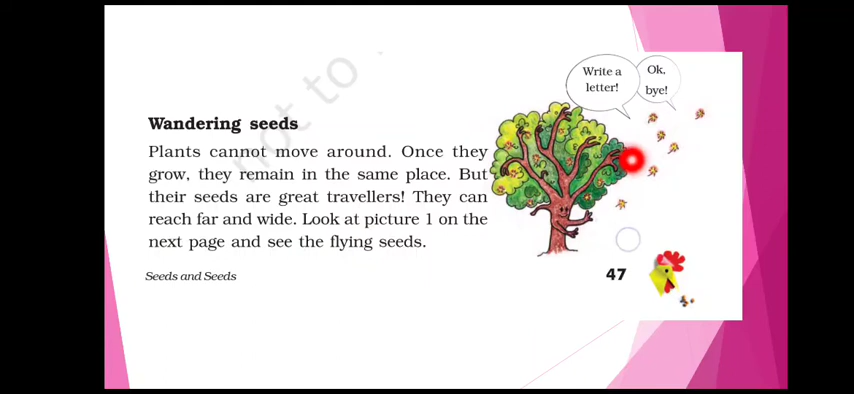 not to
Write a
letter!
Ok,
bye!
Wandering seeds
Plants cannot move around. Once they
grow, they remain in the same place. But
their seeds are great travellers! They can
reach far and wide. Look at picture 1 on the
next page and see the flying seeds.
Seeds and Seeds
47